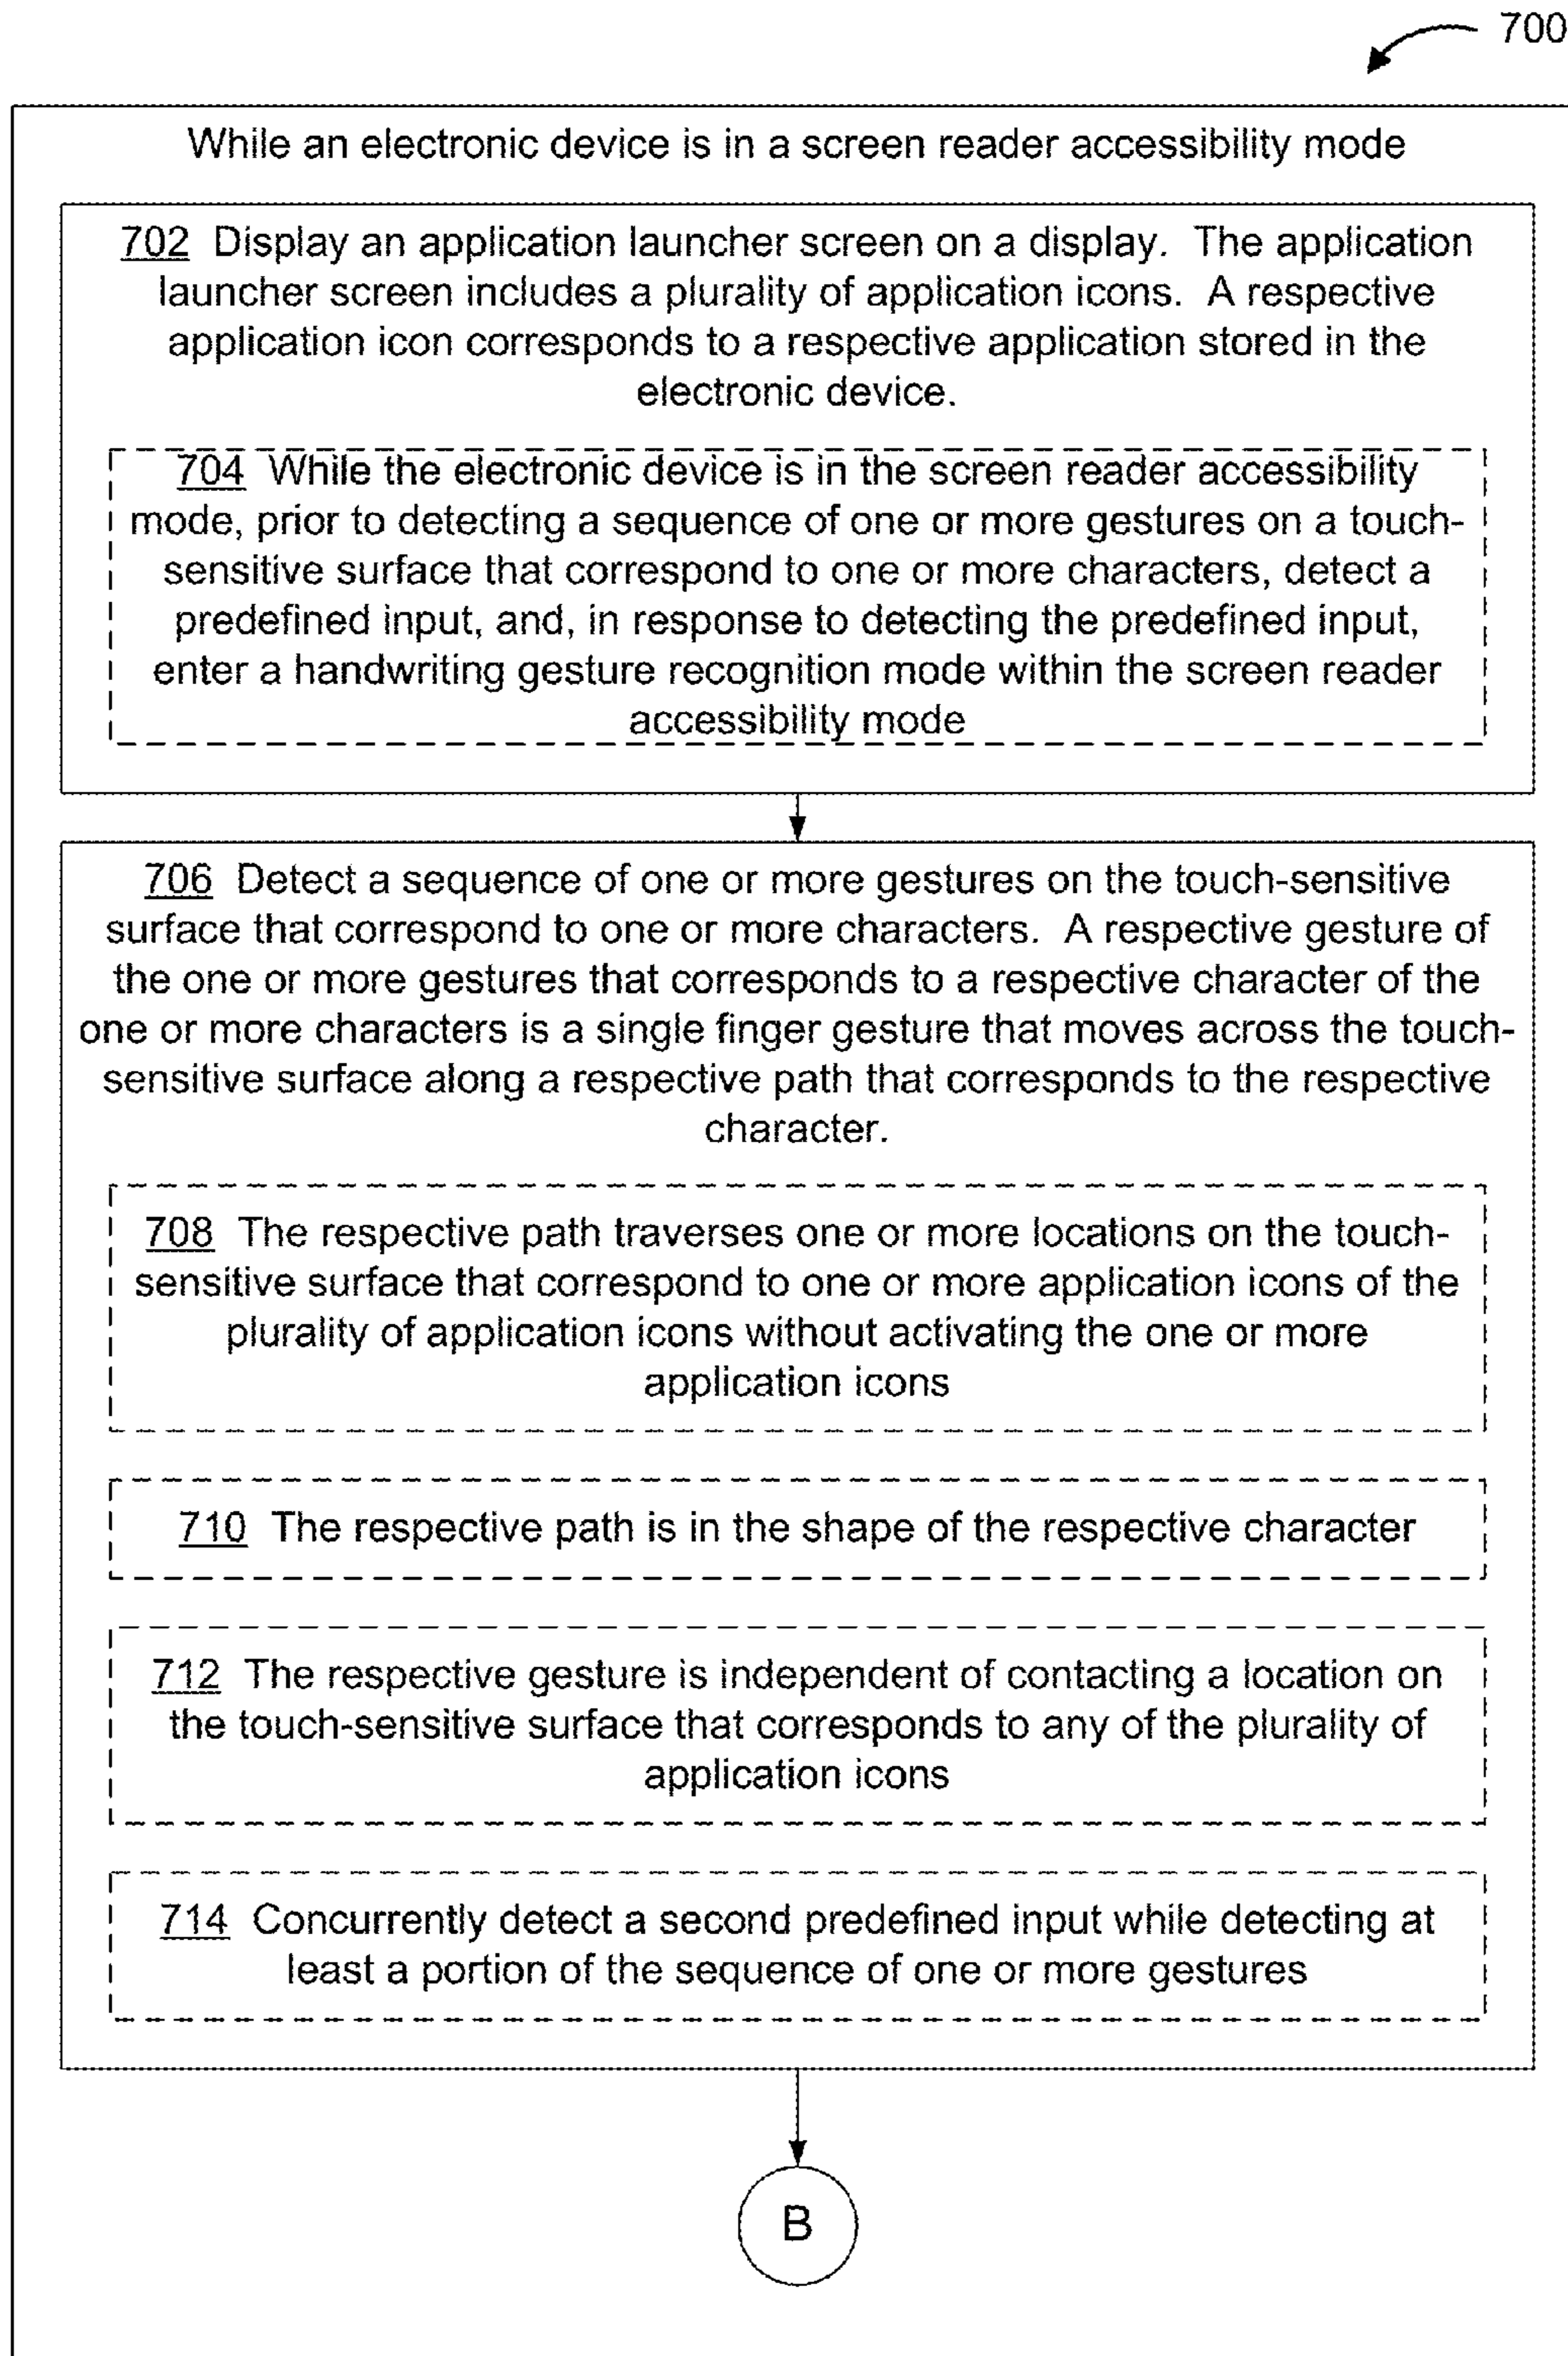 700
While an electronic device is in a screen reader accessibility mode
702 Display an application launcher screen on a display. The application
launcher screen includes a plurality of application icons. A respective
application icon corresponds to a respective application stored in the
electronic device.
704 While the electronic device is in the screen reader accessibility
mode, prior to detecting a sequence of one or more gestures on a touch-
sensitive surface that correspond to one or more characters, detect a
predefined input, and, in response to detecting the predefined input,
enter a handwriting gesture recognition mode within the screen reader
accessibility mode
706 Detect a sequence of one or more gestures on the touch-sensitive
surface that correspond to one or more characters. A respective gesture of
the one or more gestures that corresponds to a respective character of the
one or more characters is a single finger gesture that moves across the touch-
sensitive surface along a respective path that corresponds to the respective
character.
708 The respective path traverses one or more locations on the touch-
sensitive surface that correspond to one or more application icons of the
plurality of application icons without activating the one or more
application icons
710 The respective path is in the shape of the respective character
712 The respective gesture is independent of contacting a location on
the touch-sensitive surface that corresponds to any of the plurality of
application icons
714 Concurrently detect a second predefined input while detecting at
least a portion of the sequence of one or more gestures
B